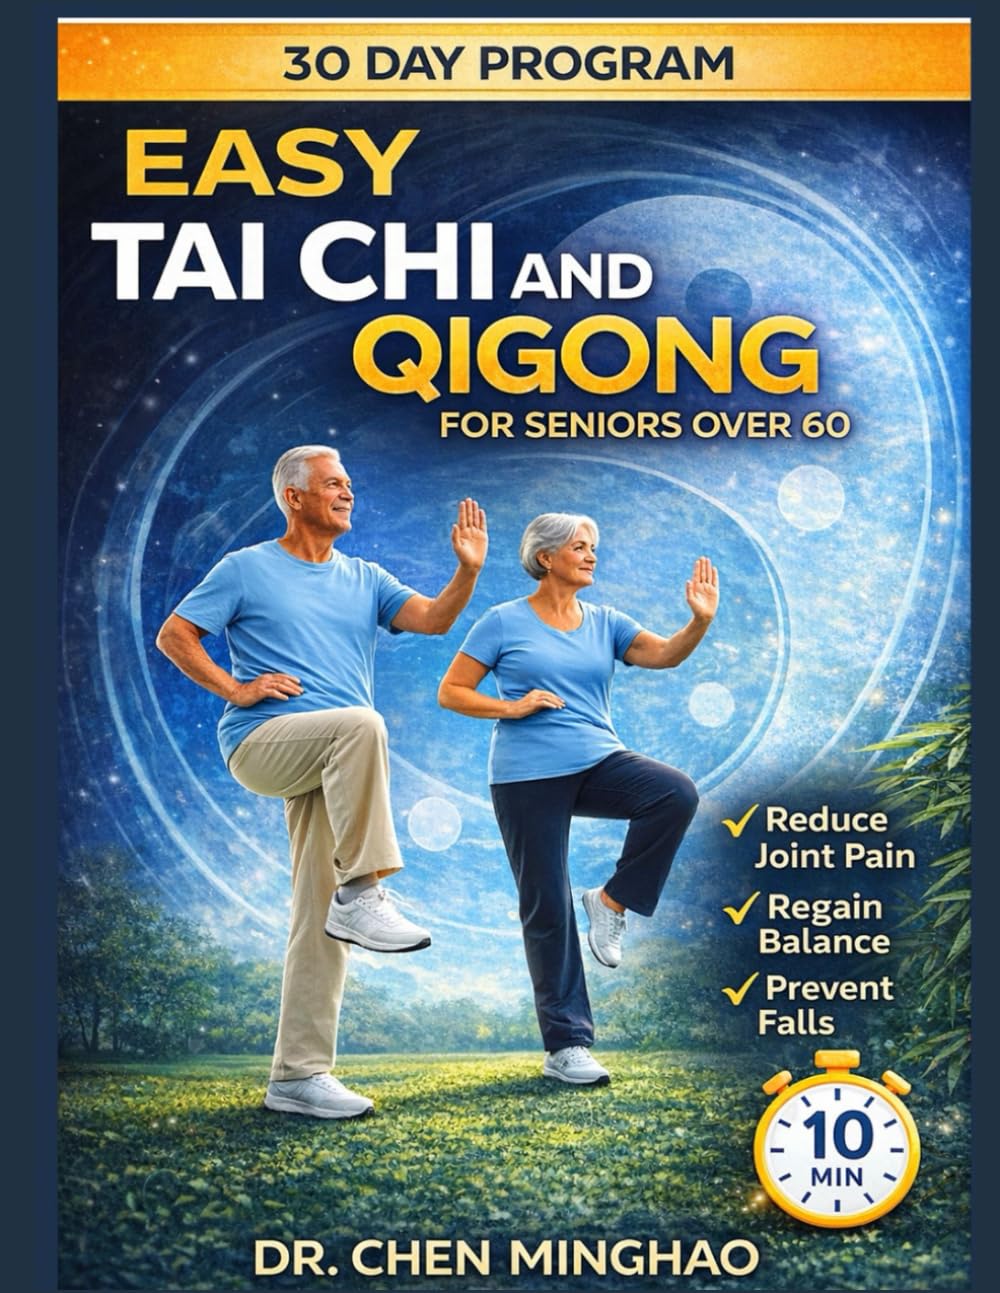 30 DAY PROGRAM
EASY
TAI CHI AND
QIGONG
FOR SENIORS OVER 60
✓ Reduce
Joint Pain
✓ Regain
Balance
✓ Prevent
Falls
10
MIN
DR. CHEN MINGHAO